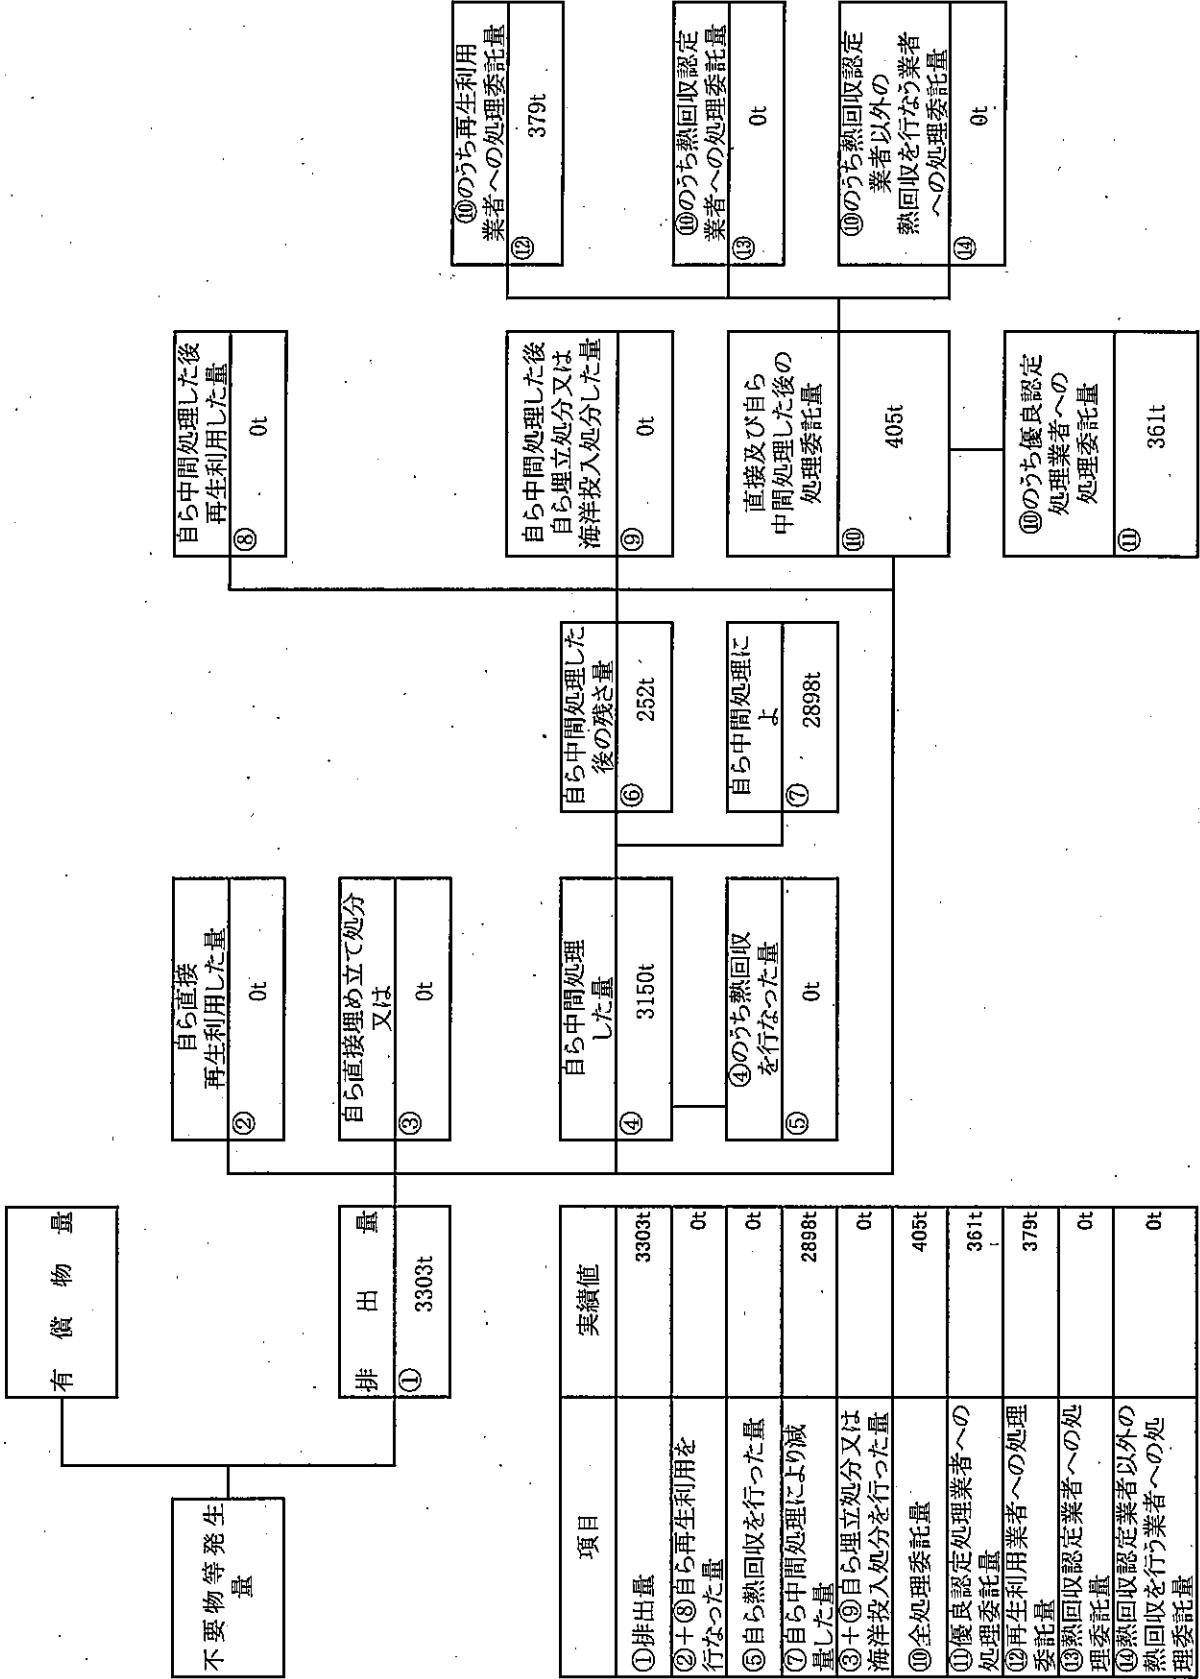 不要物等発生
量
有償物量
排出量
①
3303t
自ら直接
再生利用した量
②
0t
自ら直接埋め立て処分
又は
③
0t
自ら中間処理
した量
④
3150t
④のうち熱回収
を行なった量
⑤
0t
自ら中間処理した
後の残さ量
⑥
252t
自ら中間処理に
よ
⑦
2898t
自ら中間処理した後
再生利用した量
⑧
0t
自ら中間処理した後
自ら埋立処分又は
海洋投入処分した量
⑨
0t
直接及び自ら
中間処理した後の
処理委託量
⑩
405t
⑩のうち優良認定
処理業者への
処理委託量
⑪
361t
⑩のうち再生利用
業者への処理委託量
⑫
379t
⑩のうち熱回収認定
業者への処理委託量
⑬
0t
⑩のうち熱回収認定
業者以外の
熱回収を行なう業者
への処理委託量
⑭
0t
項目 実績値
①排出量 3303t
②+⑧自ら再生利用を 0t
行なった量
⑤自ら熱回収を行った量 0t
⑦自ら中間処理により減 2898t
量した量
③+⑨自ら埋立処分又は 0t
海洋投入処分を行った量
⑩全処理委託量 405t
⑪優良認定処理業者への 361t
処理委託量
⑫再生利用業者への処理 379t
委託量
⑬熱回収認定業者への処 0t
理委託量
⑭熱回収認定業者以外の 0t
熱回収を行う業者への処
理委託量